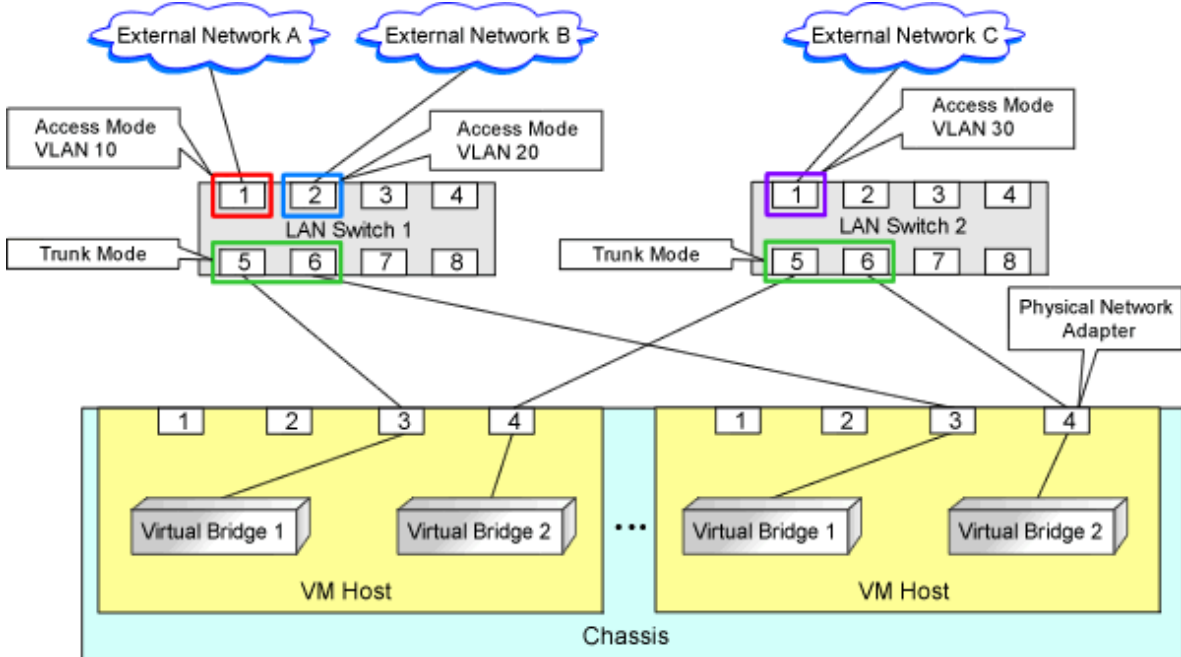 External Network A
External Network B
External Network C
Access Mode
VLAN 10
Access Mode
VLAN 20
Access Mode
VLAN 30
1 2 3 4
LAN Switch 1
5 6 7 8
Trunk Mode
1 2 3 4
LAN Switch 2
5 6 7 8
Trunk Mode
Physical Network
Adapter
1 2 3 4
Virtual Bridge 1
Virtual Bridge 2
VM Host
...
1 2 3 4
Virtual Bridge 1
Virtual Bridge 2
VM Host
Chassis